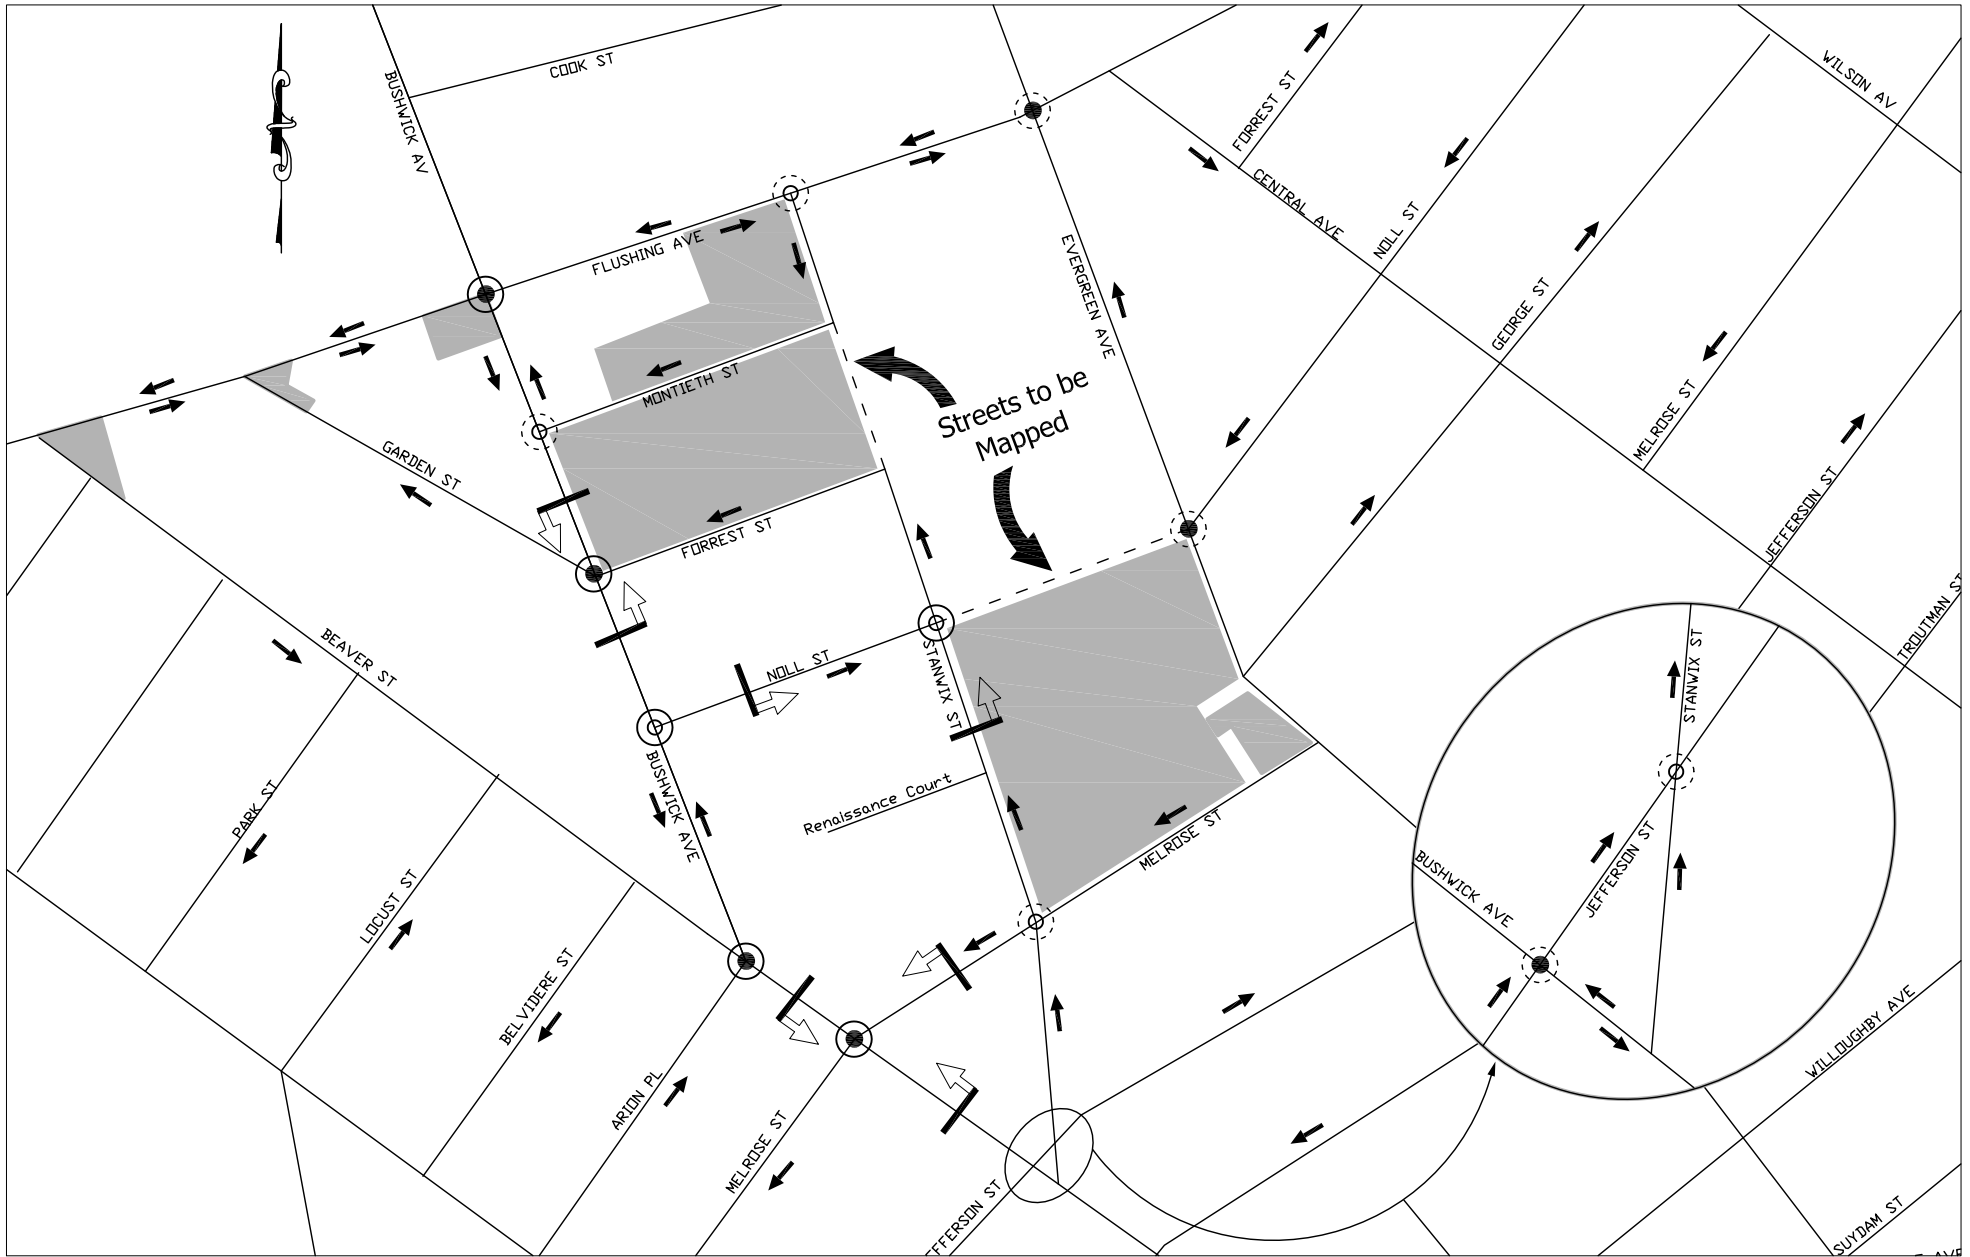 COOK ST
BUSHWICK AV
WILSON AV
FORREST ST
CENTRAL AVE
NOLL ST
FLUSHING AVE
EVERGREEN AVE
GEORGE ST
MONTIETH ST
Streets to be
Mapped
MELROSE ST
GARDEN ST
JEFFERSON ST
FORREST ST
TROUTMAN ST
BEAVER ST
NOLL ST
STANWIX ST
STANWIX ST
BUSHWICK AVE
Renaissance Court
PARK ST
MELROSE ST
JEFFERSON ST
BUSHWICK AVE
LOCUST ST
BELVIDERE ST
WILLOUGHBY AVE
ARION PL
MELROSE ST
FFERSON ST
SUYDAM ST